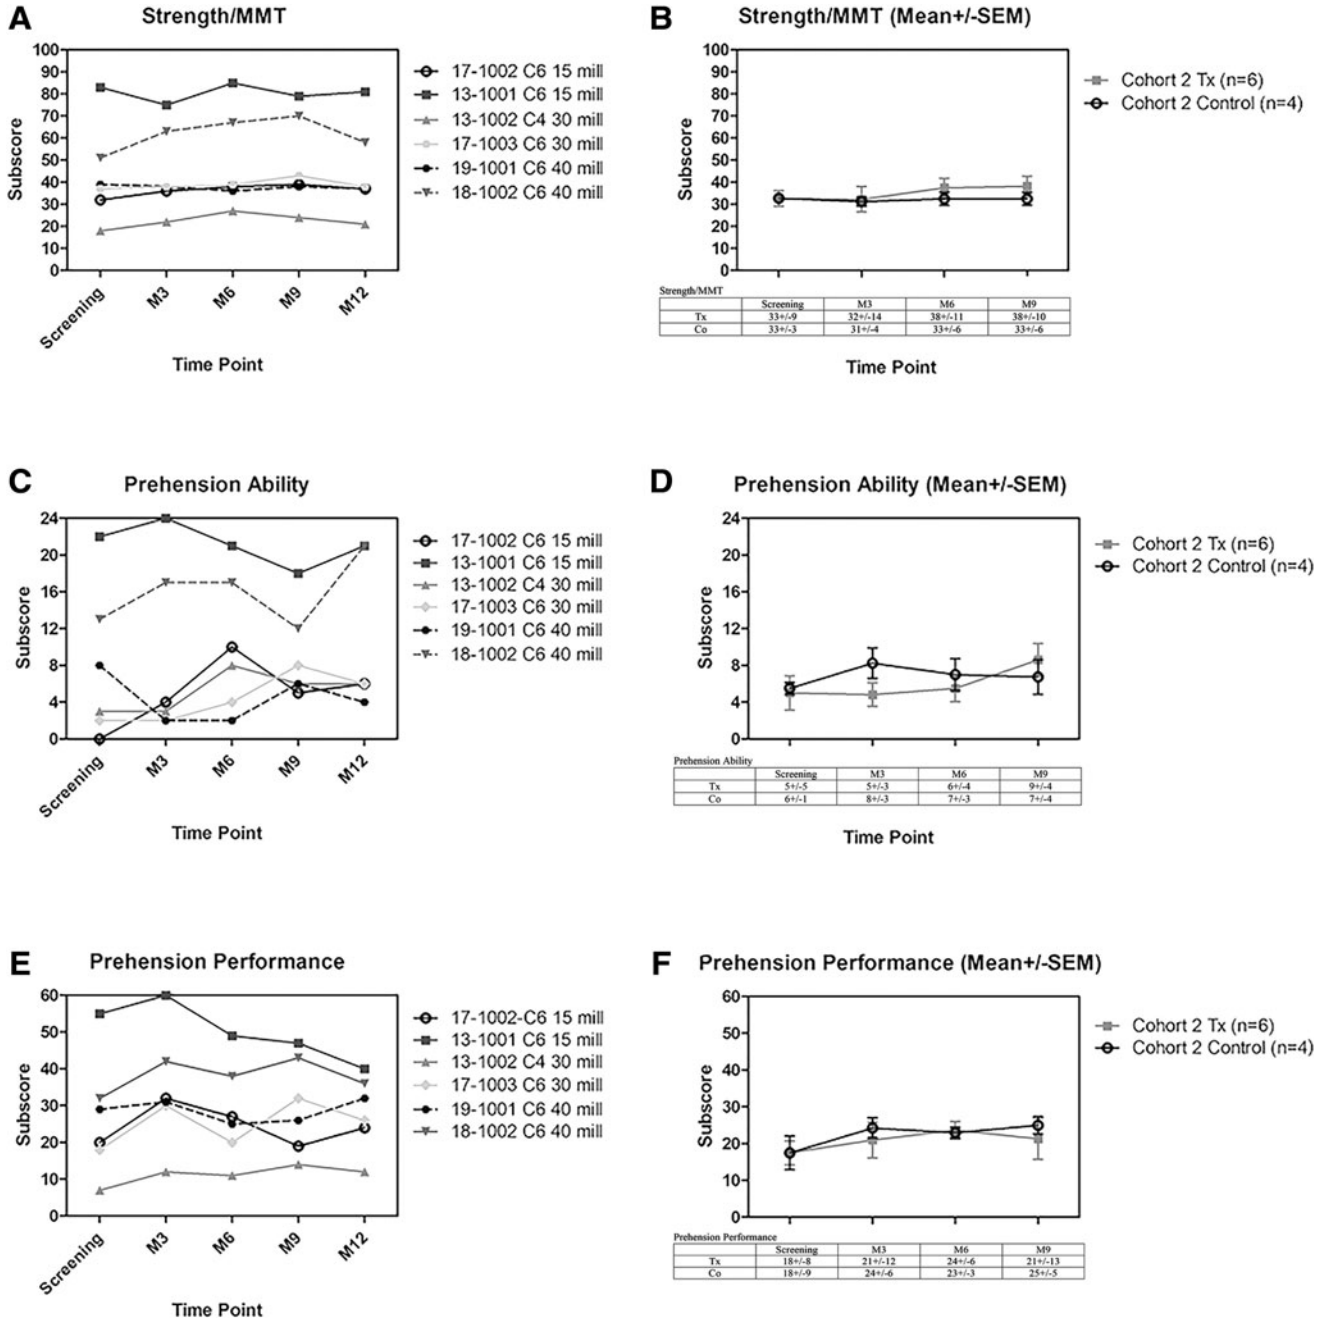 A
Strength/MMT
Subscore
100
90
80
70
60
50
40
30
20
10
0
Screening
M3
M6
M9
M12
Time Point
17-1002 C6 15 mill
13-1001 C6 15 mill
13-1002 C4 30 mill
17-1003 C6 30 mill
19-1001 C6 40 mill
18-1002 C6 40 mill
B
Strength/MMT (Mean+/-SEM)
Subscore
100
90
80
70
60
50
40
30
20
10
0
Cohort 2 Tx (n=6)
Cohort 2 Control (n=4)
Strength/MMT
Screening M3 M6 M9
Tx 33+/-9 32+/-14 38+/-11 38+/-10
Co 33+/-3 31+/-4 33+/-6 33+/-6
Time Point
C
Prehension Ability
Subscore
24
20
16
12
8
4
0
Screening
M3
M6
M9
M12
Time Point
17-1002 C6 15 mill
13-1001 C6 15 mill
13-1002 C4 30 mill
17-1003 C6 30 mill
19-1001 C6 40 mill
18-1002 C6 40 mill
D
Prehension Ability (Mean+/-SEM)
Subscore
24
20
16
12
8
4
0
Cohort 2 Tx (n=6)
Cohort 2 Control (n=4)
Prehension Ability
Screening M3 M6 M9
Tx 5+/-5 5+/-3 6+/-4 9+/-4
Co 6+/-1 8+/-3 7+/-3 7+/-4
Time Point
E
Prehension Performance
Subscore
60
50
40
30
20
10
0
Screening
M3
M6
M9
M12
Time Point
17-1002-C6 15 mill
13-1001 C6 15 mill
13-1002 C4 30 mill
17-1003 C6 30 mill
19-1001 C6 40 mill
18-1002 C6 40 mill
F
Prehension Performance (Mean+/-SEM)
Subscore
60
50
40
30
20
10
0
Cohort 2 Tx (n=6)
Cohort 2 Control (n=4)
Prehension Performance
Screening M3 M6 M9
Tx 18+/-8 21+/-12 24+/-6 21+/-13
Co 18+/-9 24+/-6 23+/-3 25+/-5